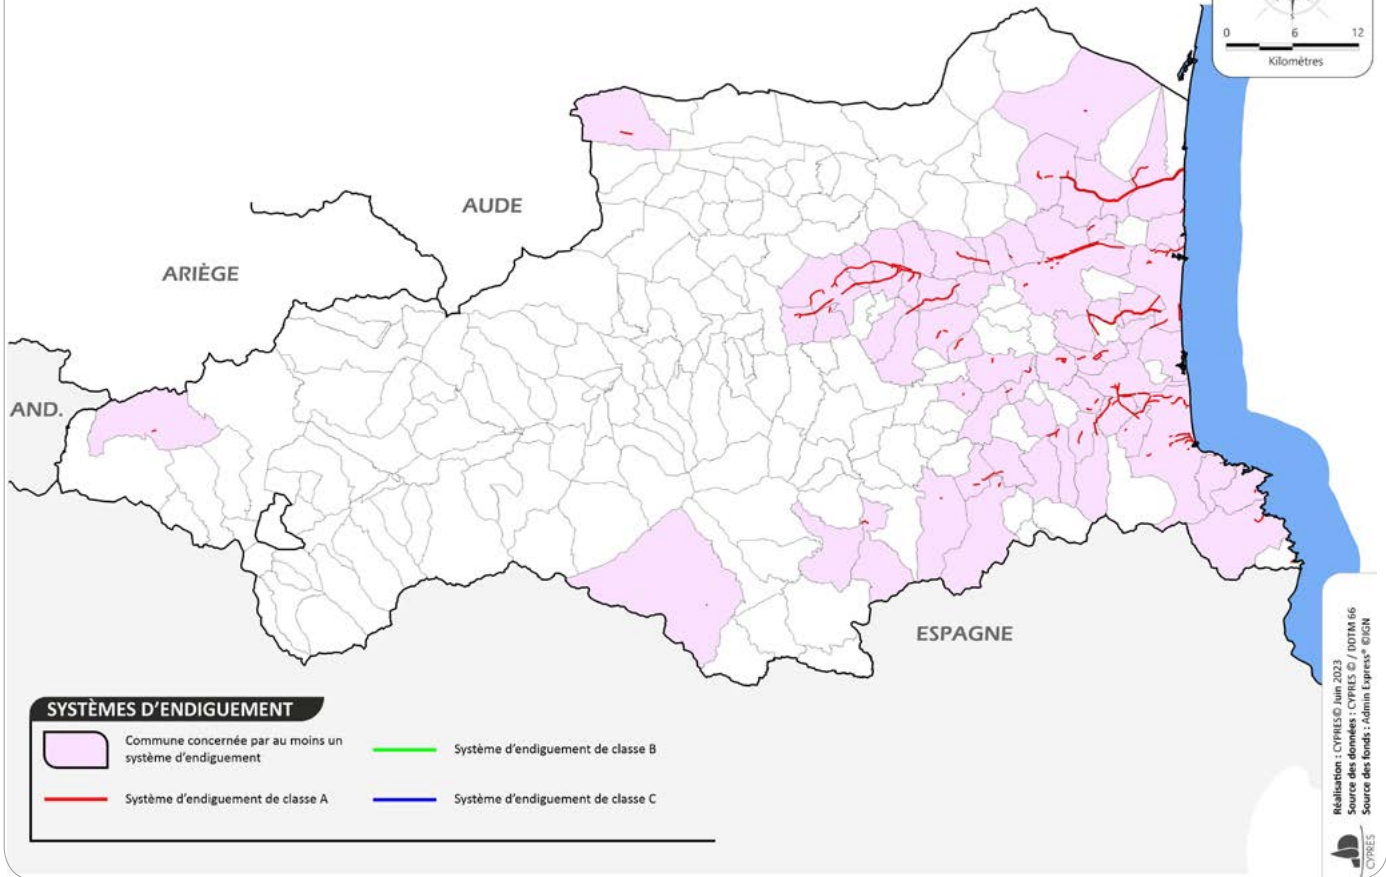 S
0 6 12
Kilomètres
AUDE
ARIÈGE
AND.
ESPAGNE
SYSTÈMES D'ENDIGUEMENT
Commune concernée par au moins un
système d'endiguement
Système d'endiguement de classe A
Système d'endiguement de classe B
Système d'endiguement de classe C
Réalisation : CYPRES© Juin 2023
Source des données : CYPRES © / DDTM 66
Source des fonds : Admin Express® ©IGN
CYPRES